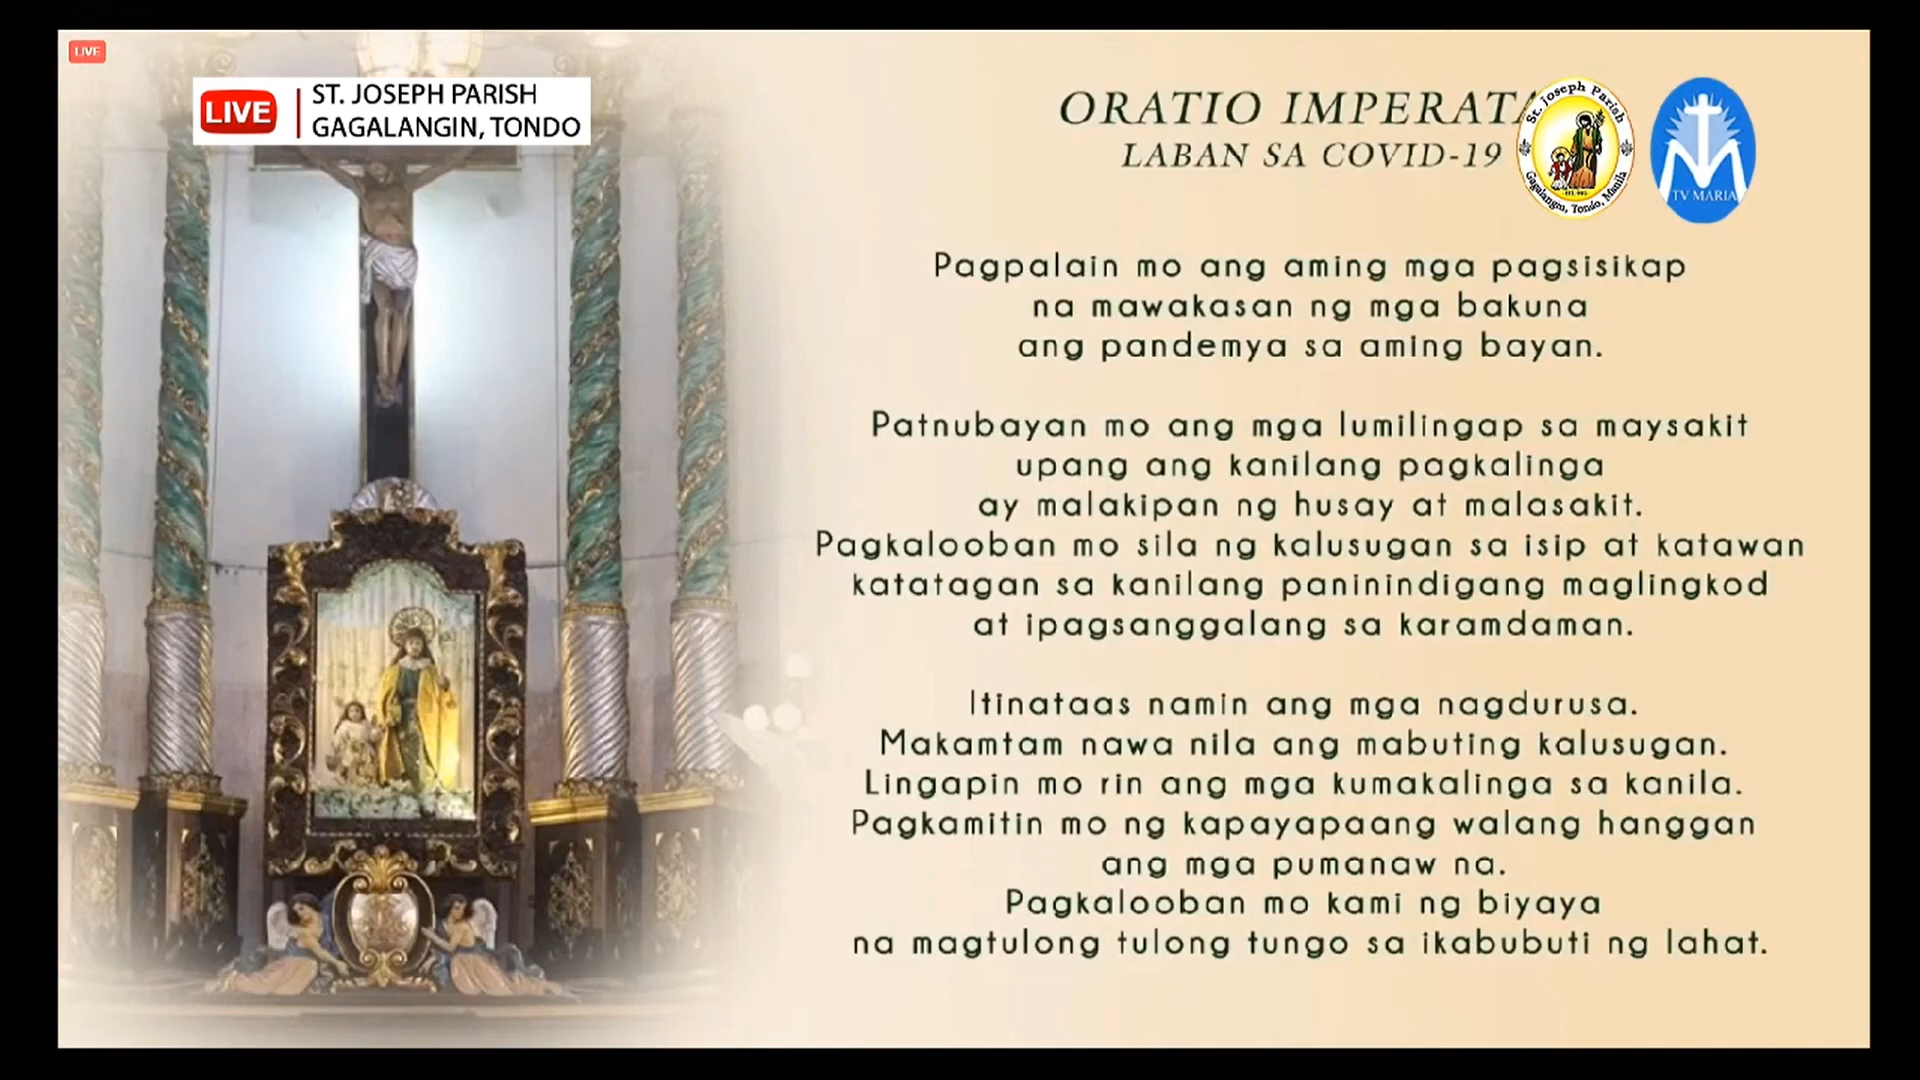 LIVE
LIVE
ST. JOSEPH PARISH
GAGALANGIN, TONDO
ORATIO IMPERATA
LABAN SA COVID-19
St. Joseph Parish
Gagalangin, Tondo, Manila
TV MARIA
Pagpalain mo ang aming mga pagsisikap
na mawakasan ng mga bakuna
ang pandemya sa aming bayan.
Patnubayan mo ang mga lumilingap sa maysakit
upang ang kanilang pagkalinga
ay malakipan ng husay at malasakit.
Pagkalooban mo sila ng kalusugan sa isip at katawan
katatagan sa kanilang paninindigang maglingkod
at ipagsanggalang sa karamdaman.
Itinataas namin ang mga nagdurusa.
Makamtam nawa nila ang mabuting kalusugan.
Lingapin mo rin ang mga kumakalinga sa kanila.
Pagkamitin mo ng kapayapaang walang hanggan
ang mga pumanaw na.
Pagkalooban mo kami ng biyaya
na magtulong tulong tungo sa ikabubuti ng lahat.